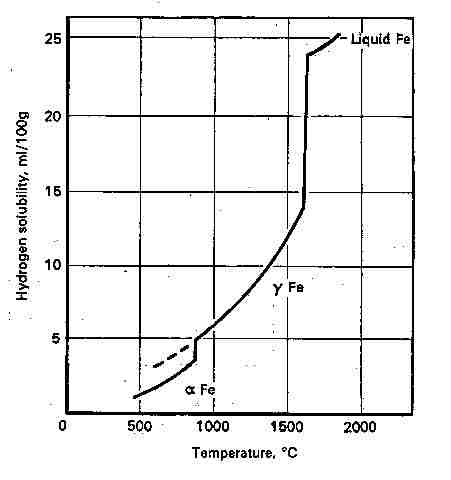 25
Liquid Fe
20
15
10
γ Fe
5
α Fe
0 500 1000 1500 2000
Temperature, °C
Hydrogen solubility, ml/100g